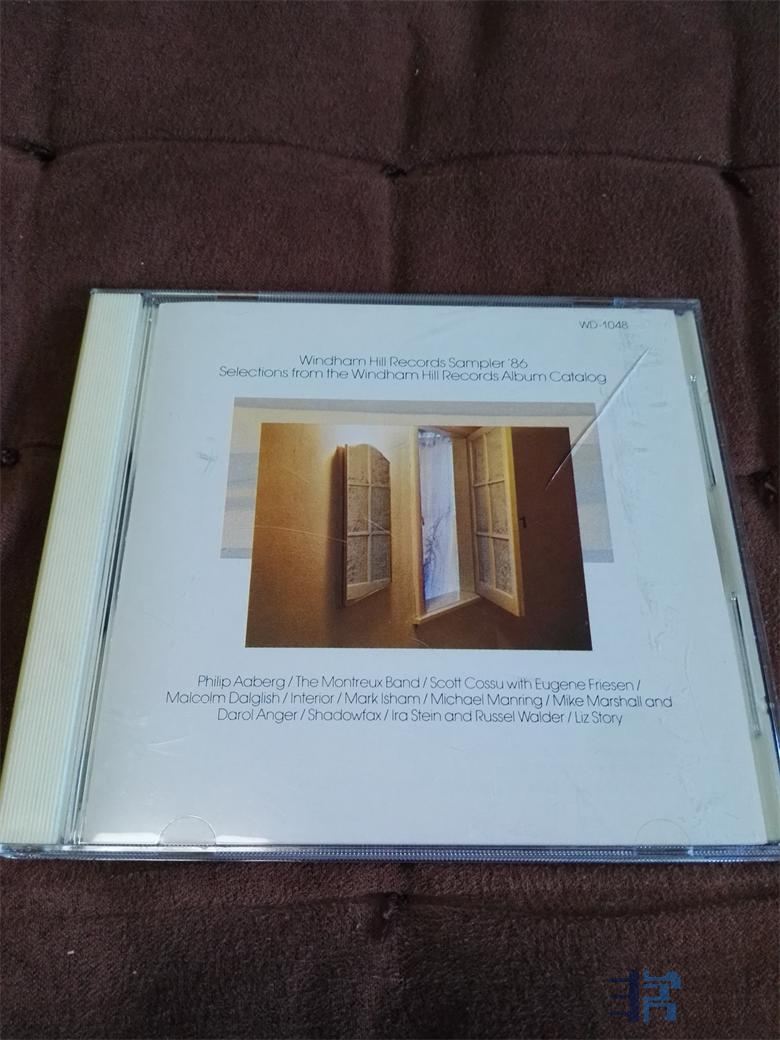 WD-1048
Windham Hill Records Sampler '86
Selections from the Windham Hill Records Album Catalog
Philip Aaberg / The Montreux Band / Scott Cossu with Eugene Friesen /
Malcolm Dalglish / Interior / Mark Isham / Michael Manring / Mike Marshall and
Darol Anger / Shadowfax / Ira Stein and Russel Walder / Liz Story